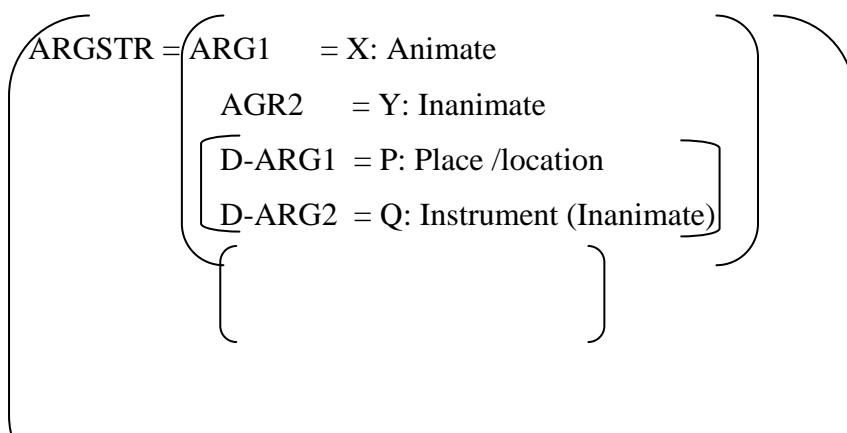 ARGSTR = ARG1 = X: Animate
AGR2 = Y: Inanimate
D-ARG1 = P: Place /location
D-ARG2 = Q: Instrument (Inanimate)